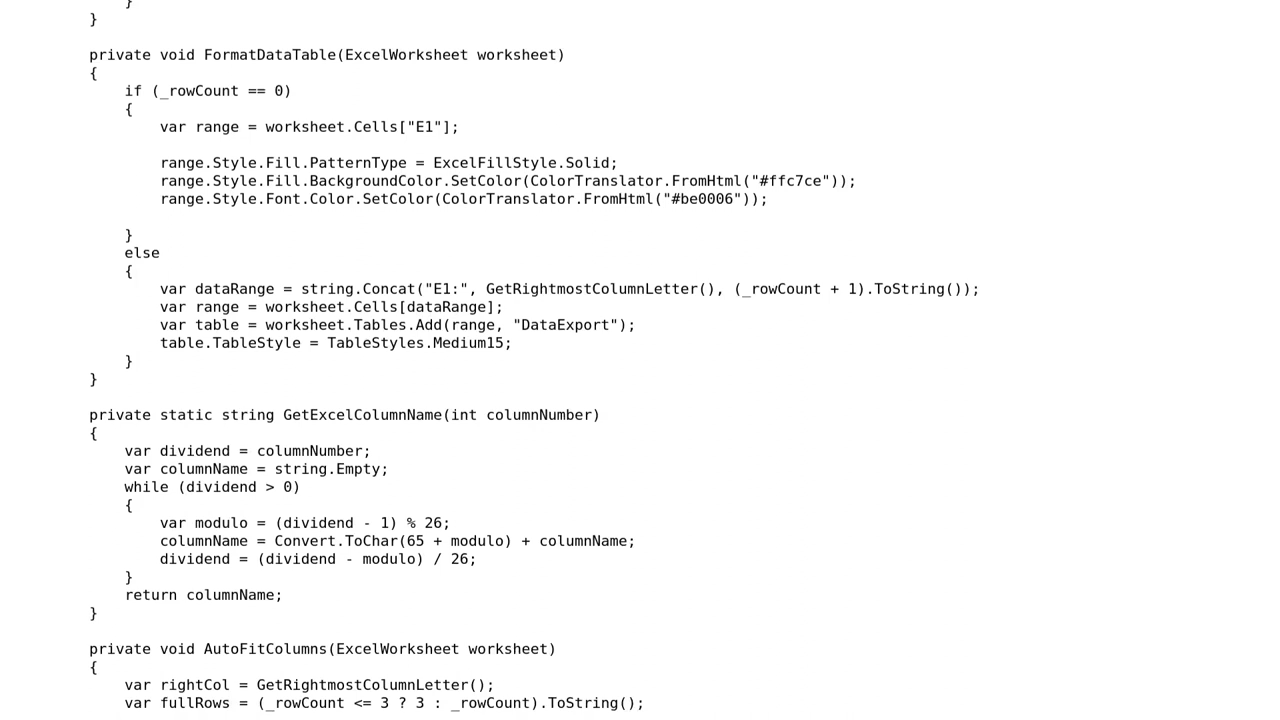 }
}
private void FormatDataTable(ExcelWorksheet worksheet)
{
if (_rowCount == 0)
{
var range = worksheet.Cells["E1"];
range.Style.Fill.PatternType = ExcelFillStyle.Solid;
range.Style.Fill.BackgroundColor.SetColor(ColorTranslator.FromHtml("#ffc7ce"));
range.Style.Font.Color.SetColor(ColorTranslator.FromHtml("#be0006"));
}
else
{
var dataRange = string.Concat("E1:", GetRightmostColumnLetter(), (_rowCount + 1).ToString());
var range = worksheet.Cells[dataRange];
var table = worksheet.Tables.Add(range, "DataExport");
table.TableStyle = TableStyles.Medium15;
}
}
private static string GetExcelColumnName(int columnNumber)
{
var dividend = columnNumber;
var columnName = string.Empty;
while (dividend > 0)
{
var modulo = (dividend - 1) % 26;
columnName = Convert.ToChar(65 + modulo) + columnName;
dividend = (dividend - modulo) / 26;
}
return columnName;
}
private void AutoFitColumns(ExcelWorksheet worksheet)
{
var rightCol = GetRightmostColumnLetter();
var fullRows = (_rowCount <= 3 ? 3 : _rowCount).ToString();